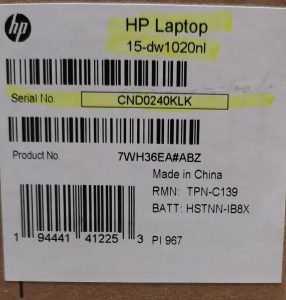 hp
HP Laptop
15-dw1020nl
Serial No. CND0240KLK
Product No. 7WH36EA#ABZ
Made in China
RMN: TPN-C139
BATT: HSTNN-IB8X
1 94441 41225 3 PI 967